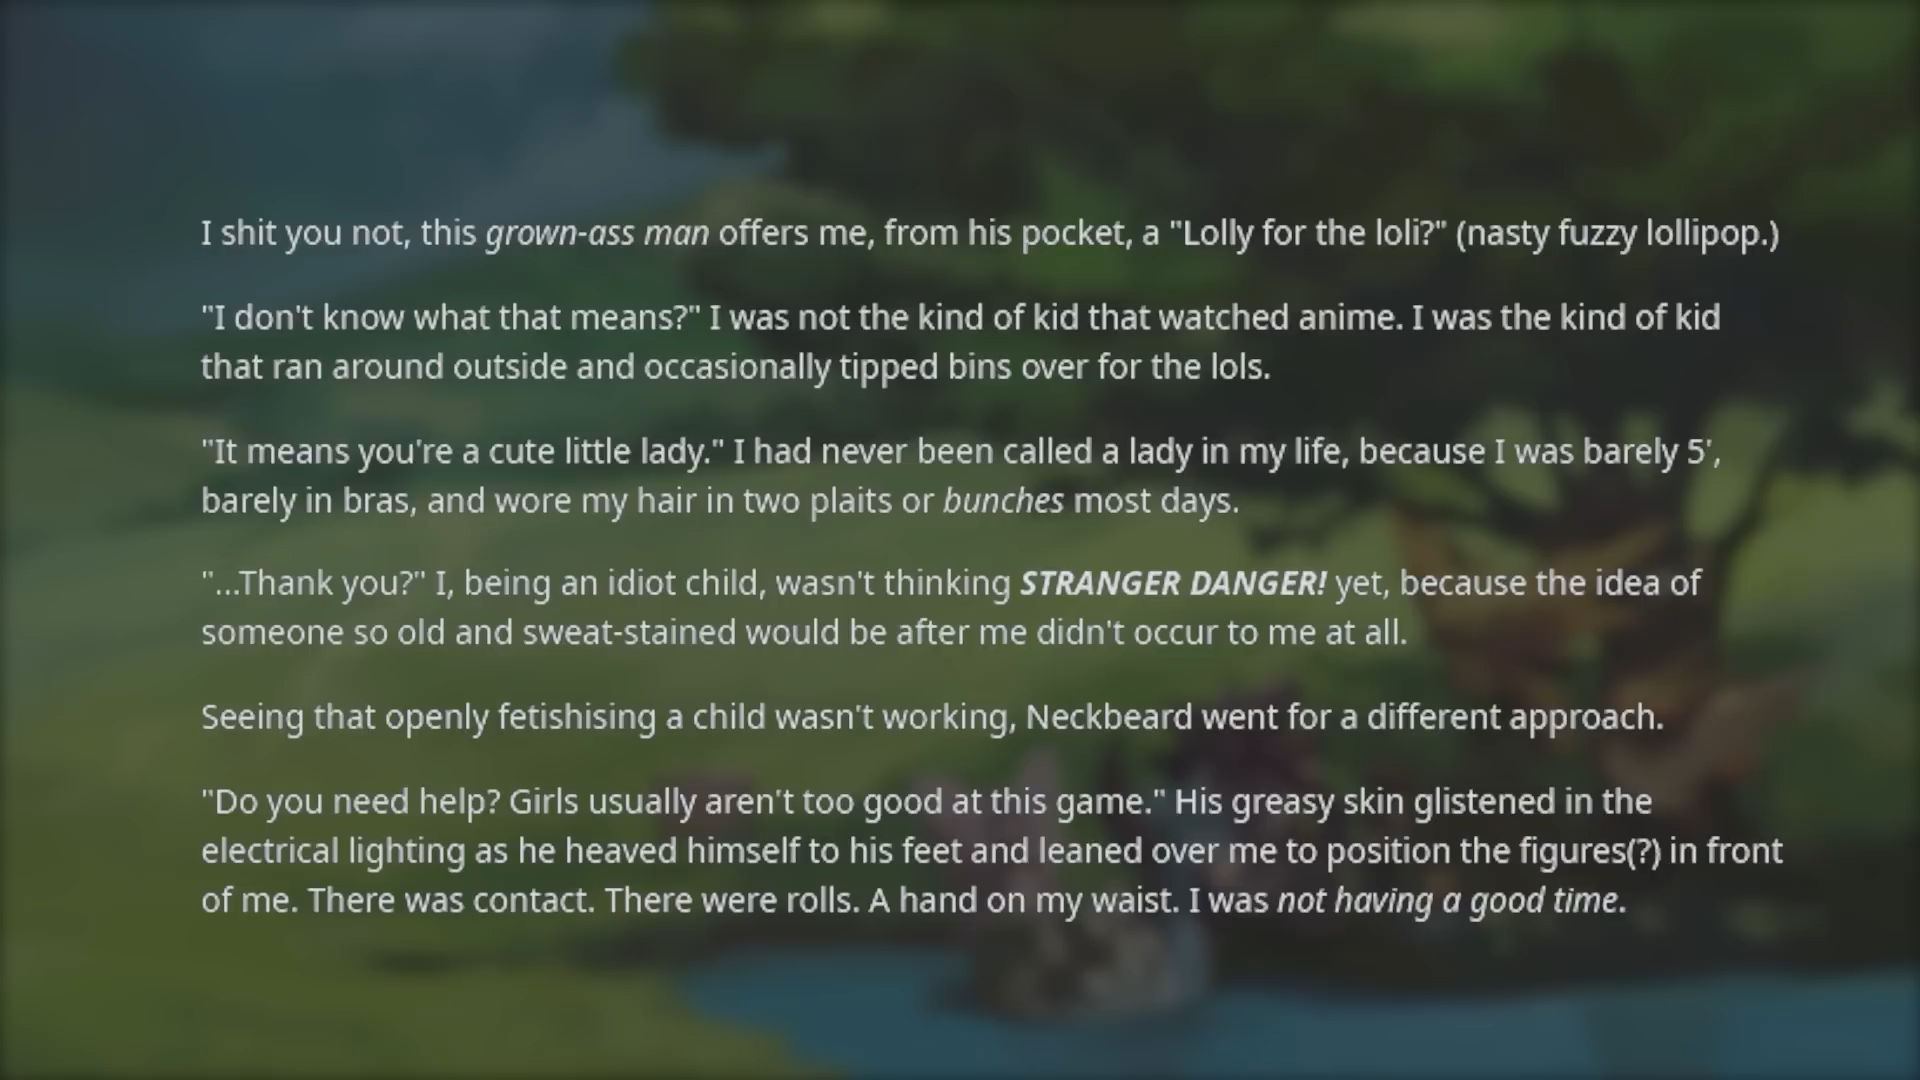 I shit you not, this grown-ass man offers me, from his pocket, a "Lolly for the loli?" (nasty fuzzy lollipop.)
"I don't know what that means?" I was not the kind of kid that watched anime. I was the kind of kid
that ran around outside and occasionally tipped bins over for the lols.
"It means you're a cute little lady." I had never been called a lady in my life, because I was barely 5',
barely in bras, and wore my hair in two plaits or bunches most days.
"...Thank you?" I, being an idiot child, wasn't thinking STRANGER DANGER! yet, because the idea of
someone so old and sweat-stained would be after me didn't occur to me at all.
Seeing that openly fetishising a child wasn't working, Neckbeard went for a different approach.
"Do you need help? Girls usually aren't too good at this game." His greasy skin glistened in the
electrical lighting as he heaved himself to his feet and leaned over me to position the figures(?) in front
of me. There was contact. There were rolls. A hand on my waist. I was not having a good time.